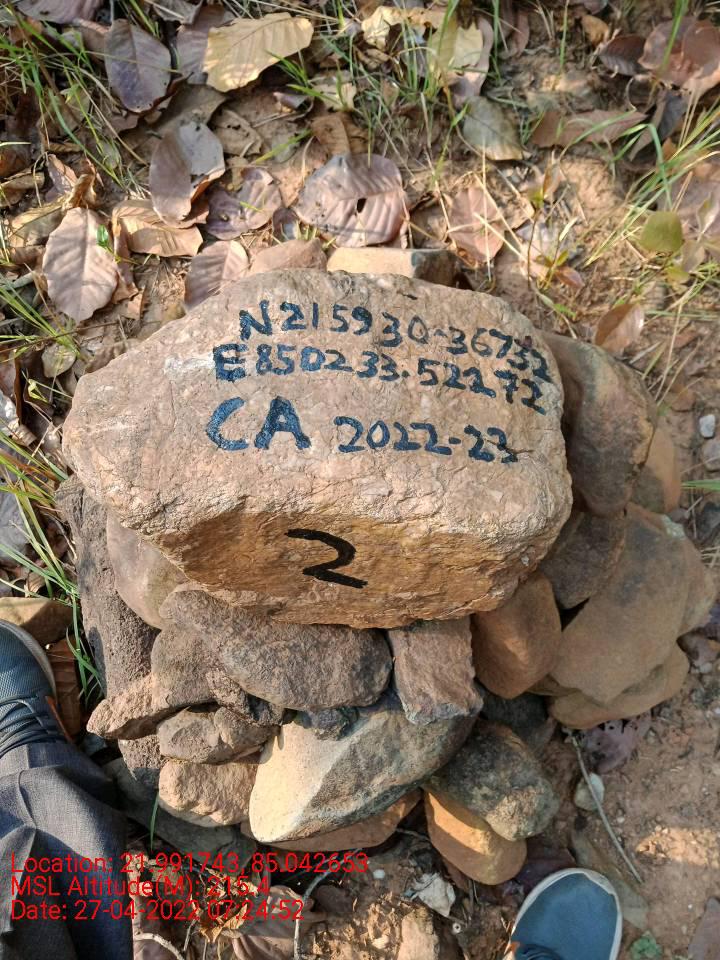 N215930-36732
E850233.52272
CA 2022-23
2
Location: 21.991743, 85.042653
MSL Altitude(M): 215.4
Date: 27-04-2022 07:24:52